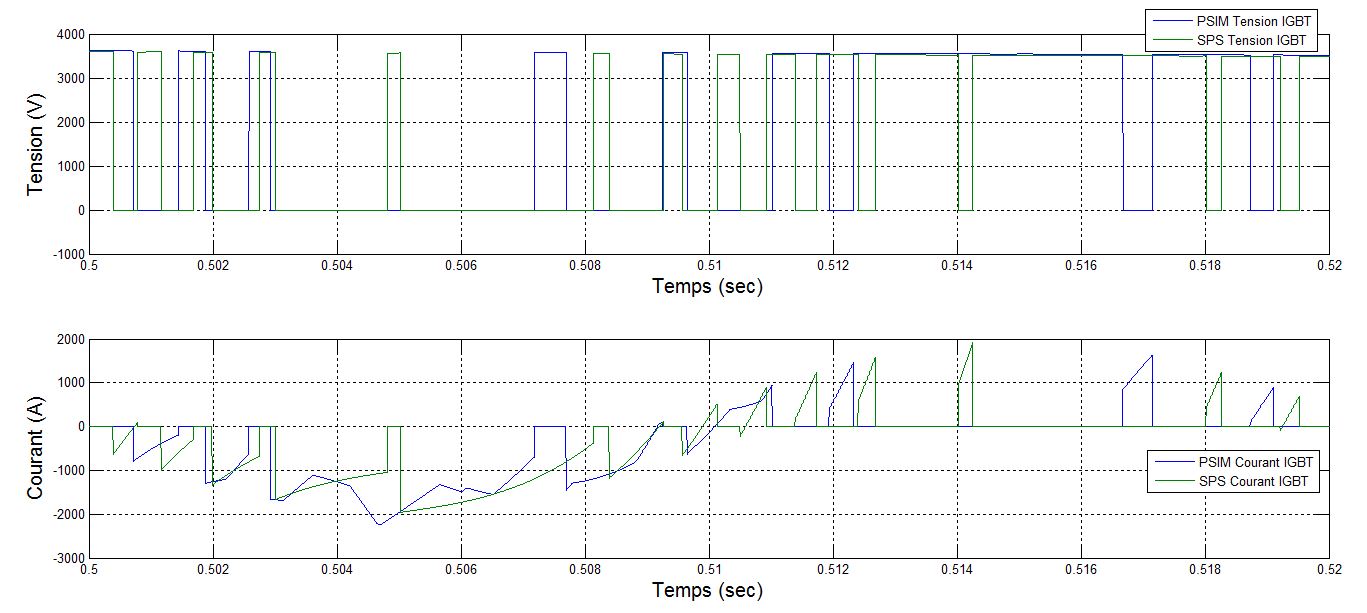 PSIM Tension IGBT
SPS Tension IGBT
4000
3000
2000
1000
0
-1000
Tension (V)
0.5 0.502 0.504 0.506 0.508 0.51 0.512 0.514 0.516 0.518 0.52
Temps (sec)
2000
1000
0
-1000
-2000
-3000
Courant (A)
PSIM Courant IGBT
SPS Courant IGBT
0.5 0.502 0.504 0.506 0.508 0.51 0.512 0.514 0.516 0.518 0.52
Temps (sec)